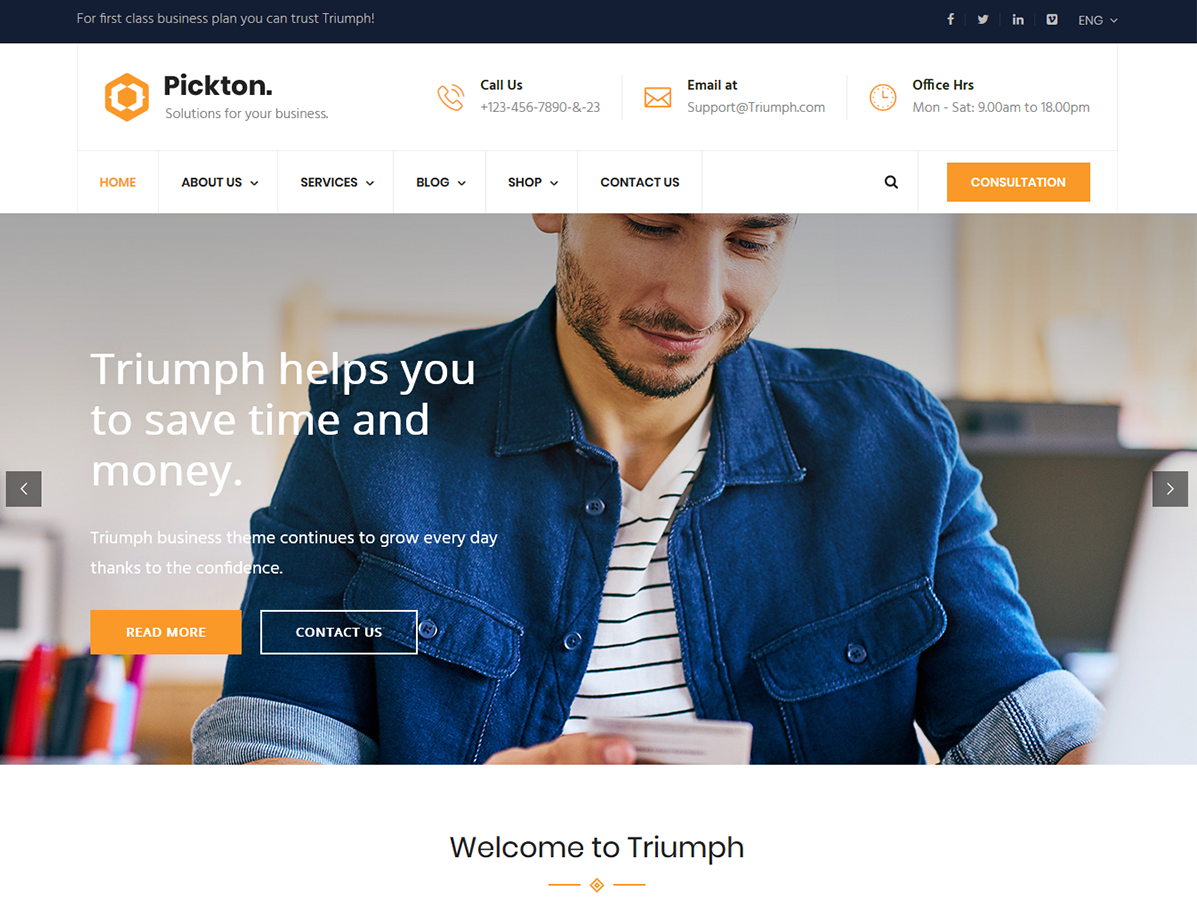 For first class business plan you can trust Triumph!
ENG
Pickton.
Solutions for your business.
Call Us
+123-456-7890-&-23
Email at
Support@Triumph.com
Office Hrs
Mon - Sat: 9.00am to 18.00pm
HOME
ABOUT US
SERVICES
BLOG
SHOP
CONTACT US
CONSULTATION
Triumph helps you
to save time and
money.
Triumph business theme continues to grow every day
thanks to the confidence.
READ MORE
CONTACT US
Welcome to Triumph